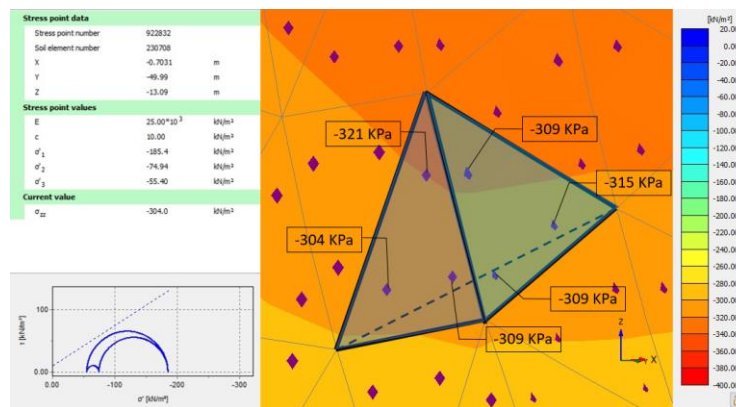 Stress point data
Stress point number 922832
Soil element number 230708
X -0.7031 m
Y -49.99 m
Z -13.09 m
Stress point values
E 25.00*10³ kN/m²
c 10.00 kN/m²
σ'₁ -185.4 kN/m²
σ'₂ -74.94 kN/m²
σ'₃ -55.40 kN/m²
Current value
σzz -304.0 kN/m²
100
0.00
τ [kN/m²]
0.00 -100 -200 -300
σ' [kN/m²]
-321 KPa
-309 KPa
-315 KPa
-304 KPa
-309 KPa
-309 KPa
Z
Y X
[kN/m²]
20.00
0.00
-20.00
-40.00
-60.00
-80.00
-100.00
-120.00
-140.00
-160.00
-180.00
-200.00
-220.00
-240.00
-260.00
-280.00
-300.00
-320.00
-340.00
-360.00
-380.00
-400.00